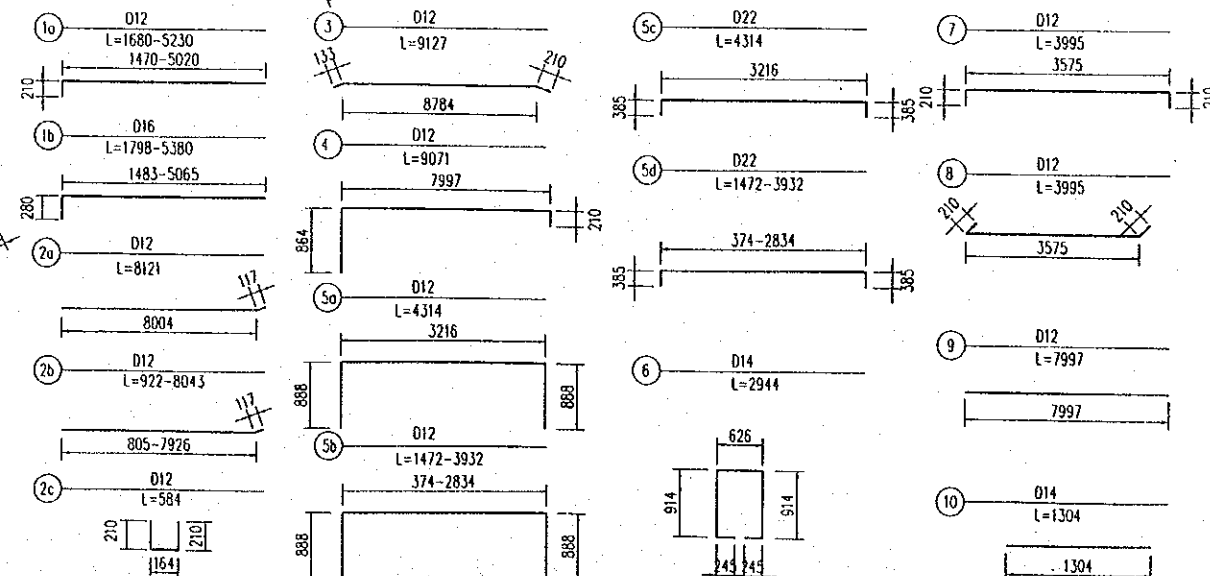 1a
D12
L=1680-5230
1470-5020
210
1b
D16
L=1798-5380
1483-5065
280
2a
D12
L=8121
117
8004
2b
D12
L=922-8043
117
805-7926
2c
D12
L=584
210
210
164
3
D12
L=9127
133
210
8784
4
D12
L=9071
7997
864
210
5a
D12
L=4314
3216
888
888
5b
D12
L=1472-3932
374-2834
888
888
5c
D22
L=4314
3216
385
385
5d
D22
L=1472-3932
374-2834
385
385
6
D14
L=2944
626
914
914
245
245
7
D12
L=3995
3575
210
210
8
D12
L=3995
210
210
3575
9
D12
L=7997
7997
10
D14
L=1304
1304